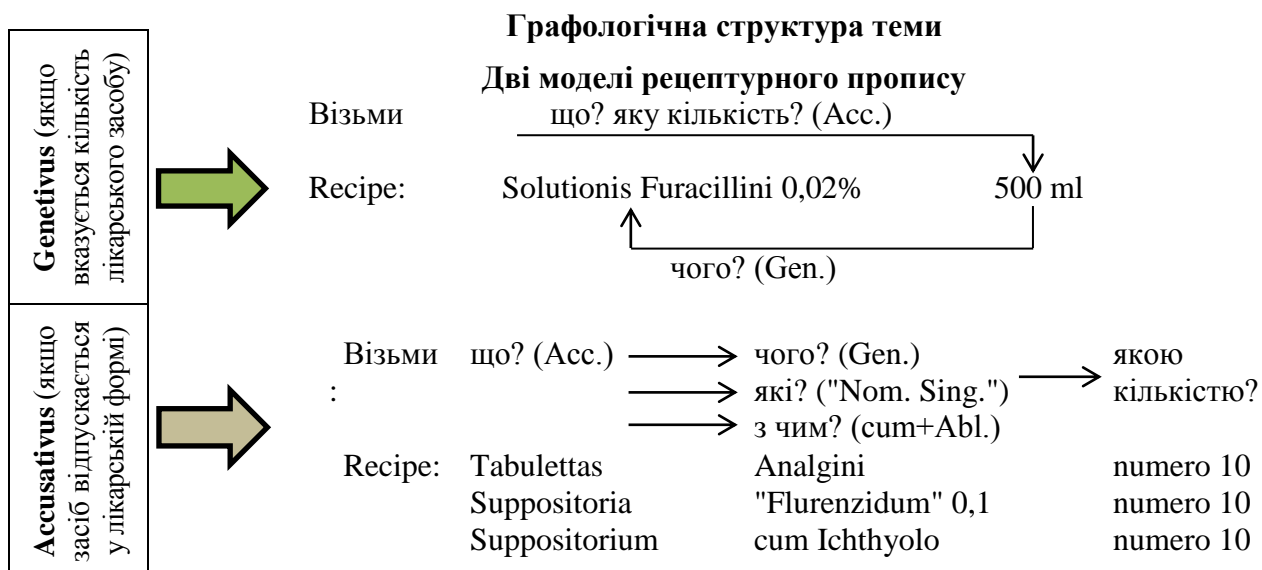 Графологічна структура теми
Дві моделі рецептурного пропису
Genetivus (якщо
вказується кількість
лікарського засобу)
Візьми що? яку кількість? (Acc.)
Recipe: Solutionis Furacillini 0,02% 500 ml
чого? (Gen.)
Accusativus (якщо
засіб відпускається
у лікарській формі)
Візьми що? (Acc.) чого? (Gen.) якою
: які? ("Nom. Sing.") кількістю?
з чим? (cum+Abl.)
Recipe: Tabulettas Analgini numero 10
Suppositoria "Flurenzidum" 0,1 numero 10
Suppositorium cum Ichthyolo numero 10